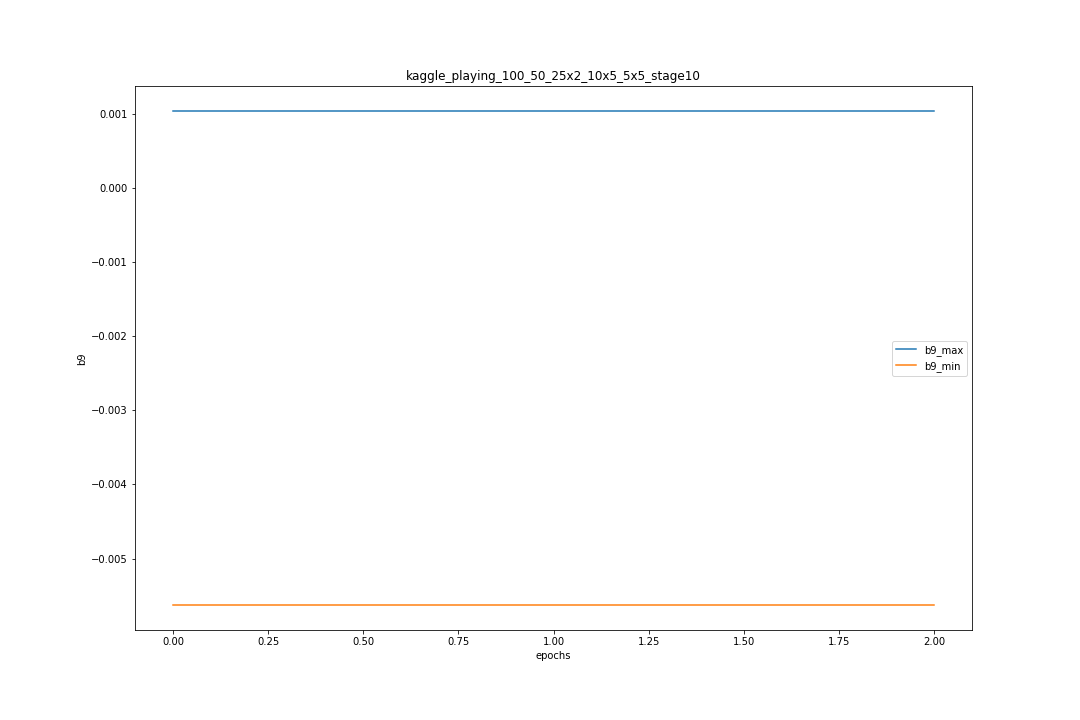 kaggle_playing_100_50_25x2_10x5_5x5_stage10
0.001
0.000
−0.001
−0.002
−0.003
−0.004
−0.005
b9
b9_max
b9_min
0.00 0.25 0.50 0.75 1.00 1.25 1.50 1.75 2.00
epochs